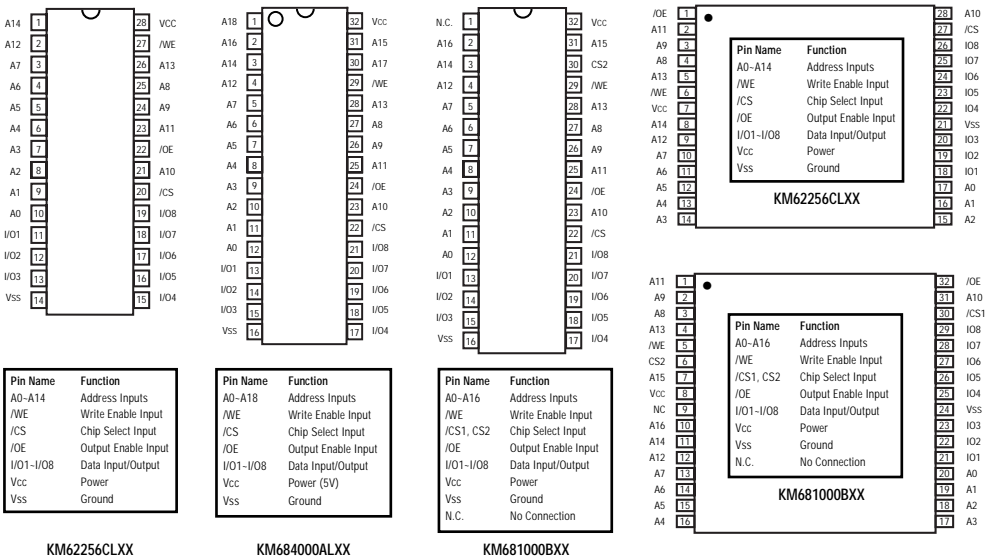 A14 1 28 VCC
A12 2 27 /WE
A7 3 26 A13
A6 4 25 A8
A5 5 24 A9
A4 6 23 A11
A3 7 22 /OE
A2 8 21 A10
A1 9 20 /CS
A0 10 19 I/O8
I/O1 11 18 I/O7
I/O2 12 17 I/O6
I/O3 13 16 I/O5
VSS 14 15 I/O4
Pin Name Function
A0~A14 Address Inputs
/WE Write Enable Input
/CS Chip Select Input
/OE Output Enable Input
I/O1~I/O8 Data Input/Output
Vcc Power
Vss Ground
KM62256CLXX
A18 1 32 VCC
A16 2 31 A15
A14 3 30 A17
A12 4 29 /WE
A7 5 28 A13
A6 6 27 A8
A5 7 26 A9
A4 8 25 A11
A3 9 24 /OE
A2 10 23 A10
A1 11 22 /CS
A0 12 21 I/O8
I/O1 13 20 I/O7
I/O2 14 19 I/O6
I/O3 15 18 I/O5
VSS 16 17 I/O4
Pin Name Function
A0~A18 Address Inputs
/WE Write Enable Input
/CS Chip Select Input
/OE Output Enable Input
I/O1~I/O8 Data Input/Output
Vcc Power (5V)
Vss Ground
KM684000ALXX
N.C. 1 32 VCC
A16 2 31 A15
A14 3 30 CS2
A12 4 29 /WE
A7 5 28 A13
A6 6 27 A8
A5 7 26 A9
A4 8 25 A11
A3 9 24 /OE
A2 10 23 A10
A1 11 22 /CS
A0 12 21 I/O8
I/O1 13 20 I/O7
I/O2 14 19 I/O6
I/O3 15 18 I/O5
VSS 16 17 I/O4
Pin Name Function
A0~A16 Address Inputs
/WE Write Enable Input
/CS1, CS2 Chip Select Input
/OE Output Enable Input
I/O1~I/O8 Data Input/Output
Vcc Power
Vss Ground
N.C. No Connection
KM681000BXX
/OE 1 28 A10
A11 2 27 /CS
A9 3 26 IO8
A8 4 25 IO7
A13 5 24 IO6
/WE 6 23 IO5
VCC 7 22 IO4
A14 8 21 VSS
A12 9 20 IO3
A7 10 19 IO2
A6 11 18 IO1
A5 12 17 A0
A4 13 16 A1
A3 14 15 A2
Pin Name Function
A0~A14 Address Inputs
/WE Write Enable Input
/CS Chip Select Input
/OE Output Enable Input
I/O1~I/O8 Data Input/Output
Vcc Power
Vss Ground
KM62256CLXX
A11 1 32 /OE
A9 2 31 A10
A8 3 30 /CS1
A13 4 29 IO8
/WE 5 28 IO7
CS2 6 27 IO6
A15 7 26 IO5
VCC 8 25 IO4
NC 9 24 VSS
A16 10 23 IO3
A14 11 22 IO2
A12 12 21 IO1
A7 13 20 A0
A6 14 19 A1
A5 15 18 A2
A4 16 17 A3
Pin Name Function
A0~A16 Address Inputs
/WE Write Enable Input
/CS1, CS2 Chip Select Input
/OE Output Enable Input
I/O1~I/O8 Data Input/Output
Vcc Power
Vss Ground
N.C. No Connection
KM681000BXX